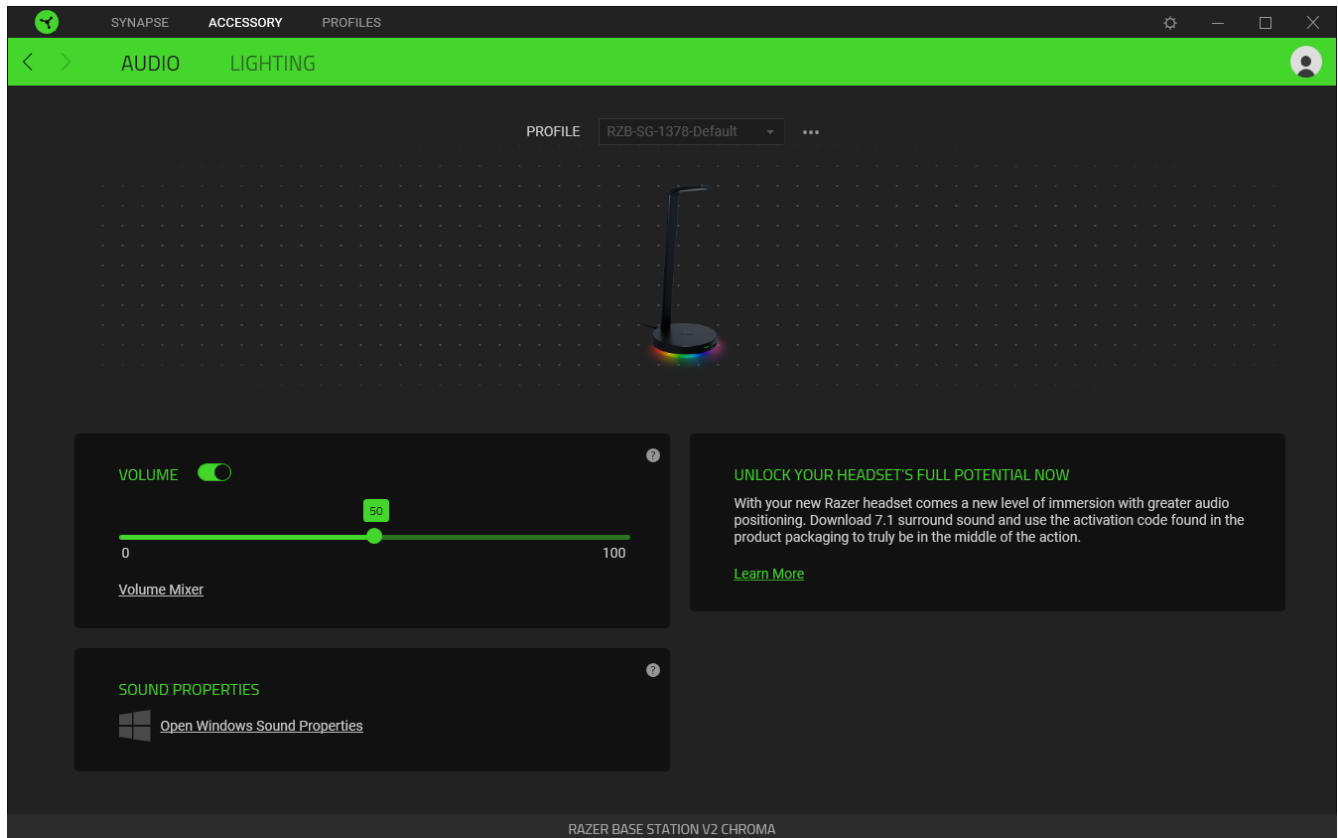 SYNAPSE ACCESSORY PROFILES
AUDIO LIGHTING
PROFILE RZB-SG-1378-Default
VOLUME
?
50
0 100
Volume Mixer
UNLOCK YOUR HEADSET'S FULL POTENTIAL NOW
With your new Razer headset comes a new level of immersion with greater audio
positioning. Download 7.1 surround sound and use the activation code found in the
product packaging to truly be in the middle of the action.
Learn More
?
SOUND PROPERTIES
Open Windows Sound Properties
RAZER BASE STATION V2 CHROMA